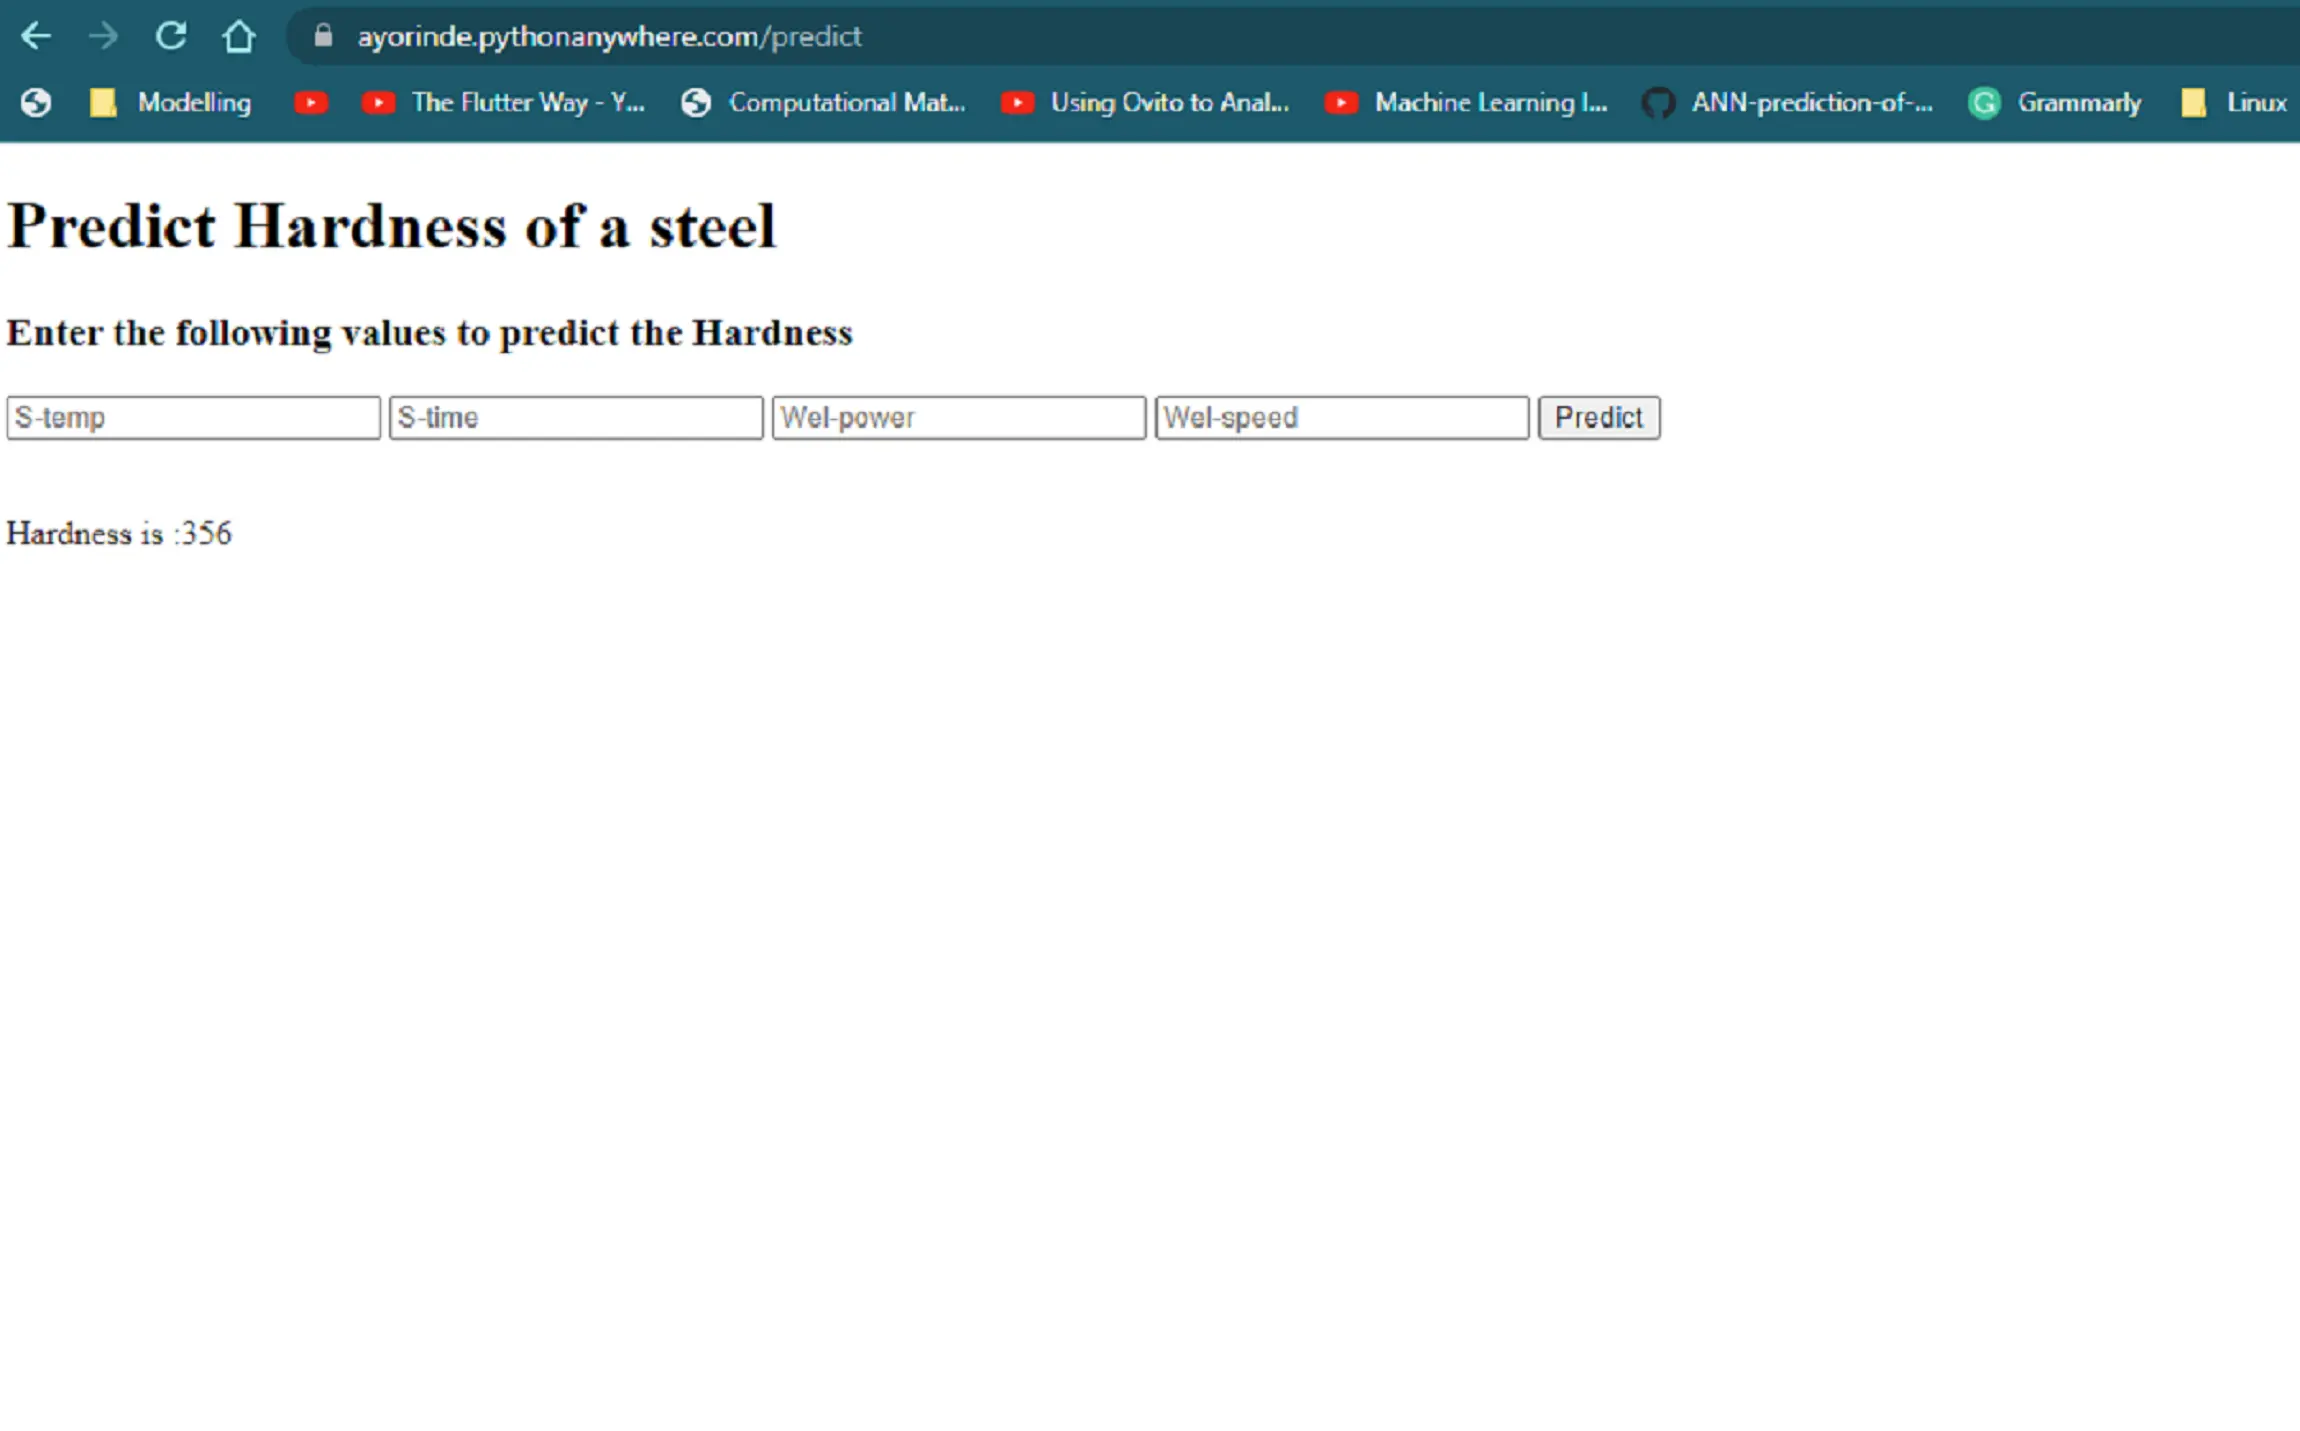 ayorinde.pythonanywhere.com/predict
Modelling The Flutter Way - Y... Computational Mat... Using Ovito to Anal... Machine Learning I... ANN-prediction-of-... Grammarly Linux
Predict Hardness of a steel
Enter the following values to predict the Hardness
S-temp S-time Wel-power Wel-speed Predict
Hardness is :356